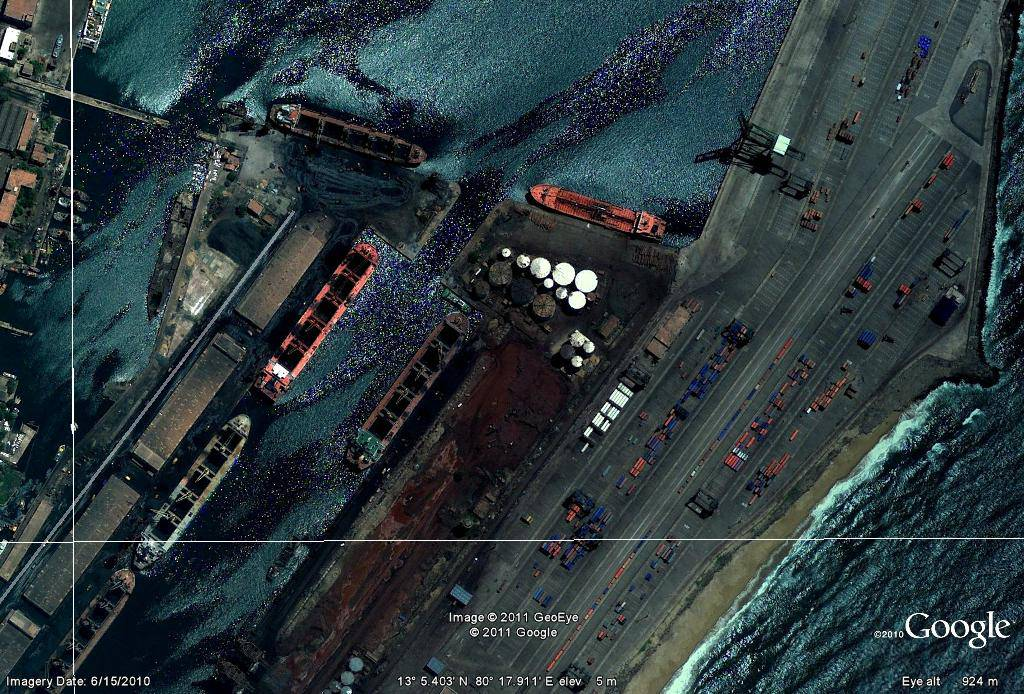 Image © 2011 GeoEye
© 2011 Google
©2010 Google
Imagery Date: 6/15/2010
13° 5.403' N 80° 17.911' E elev 5 m
Eye alt 924 m